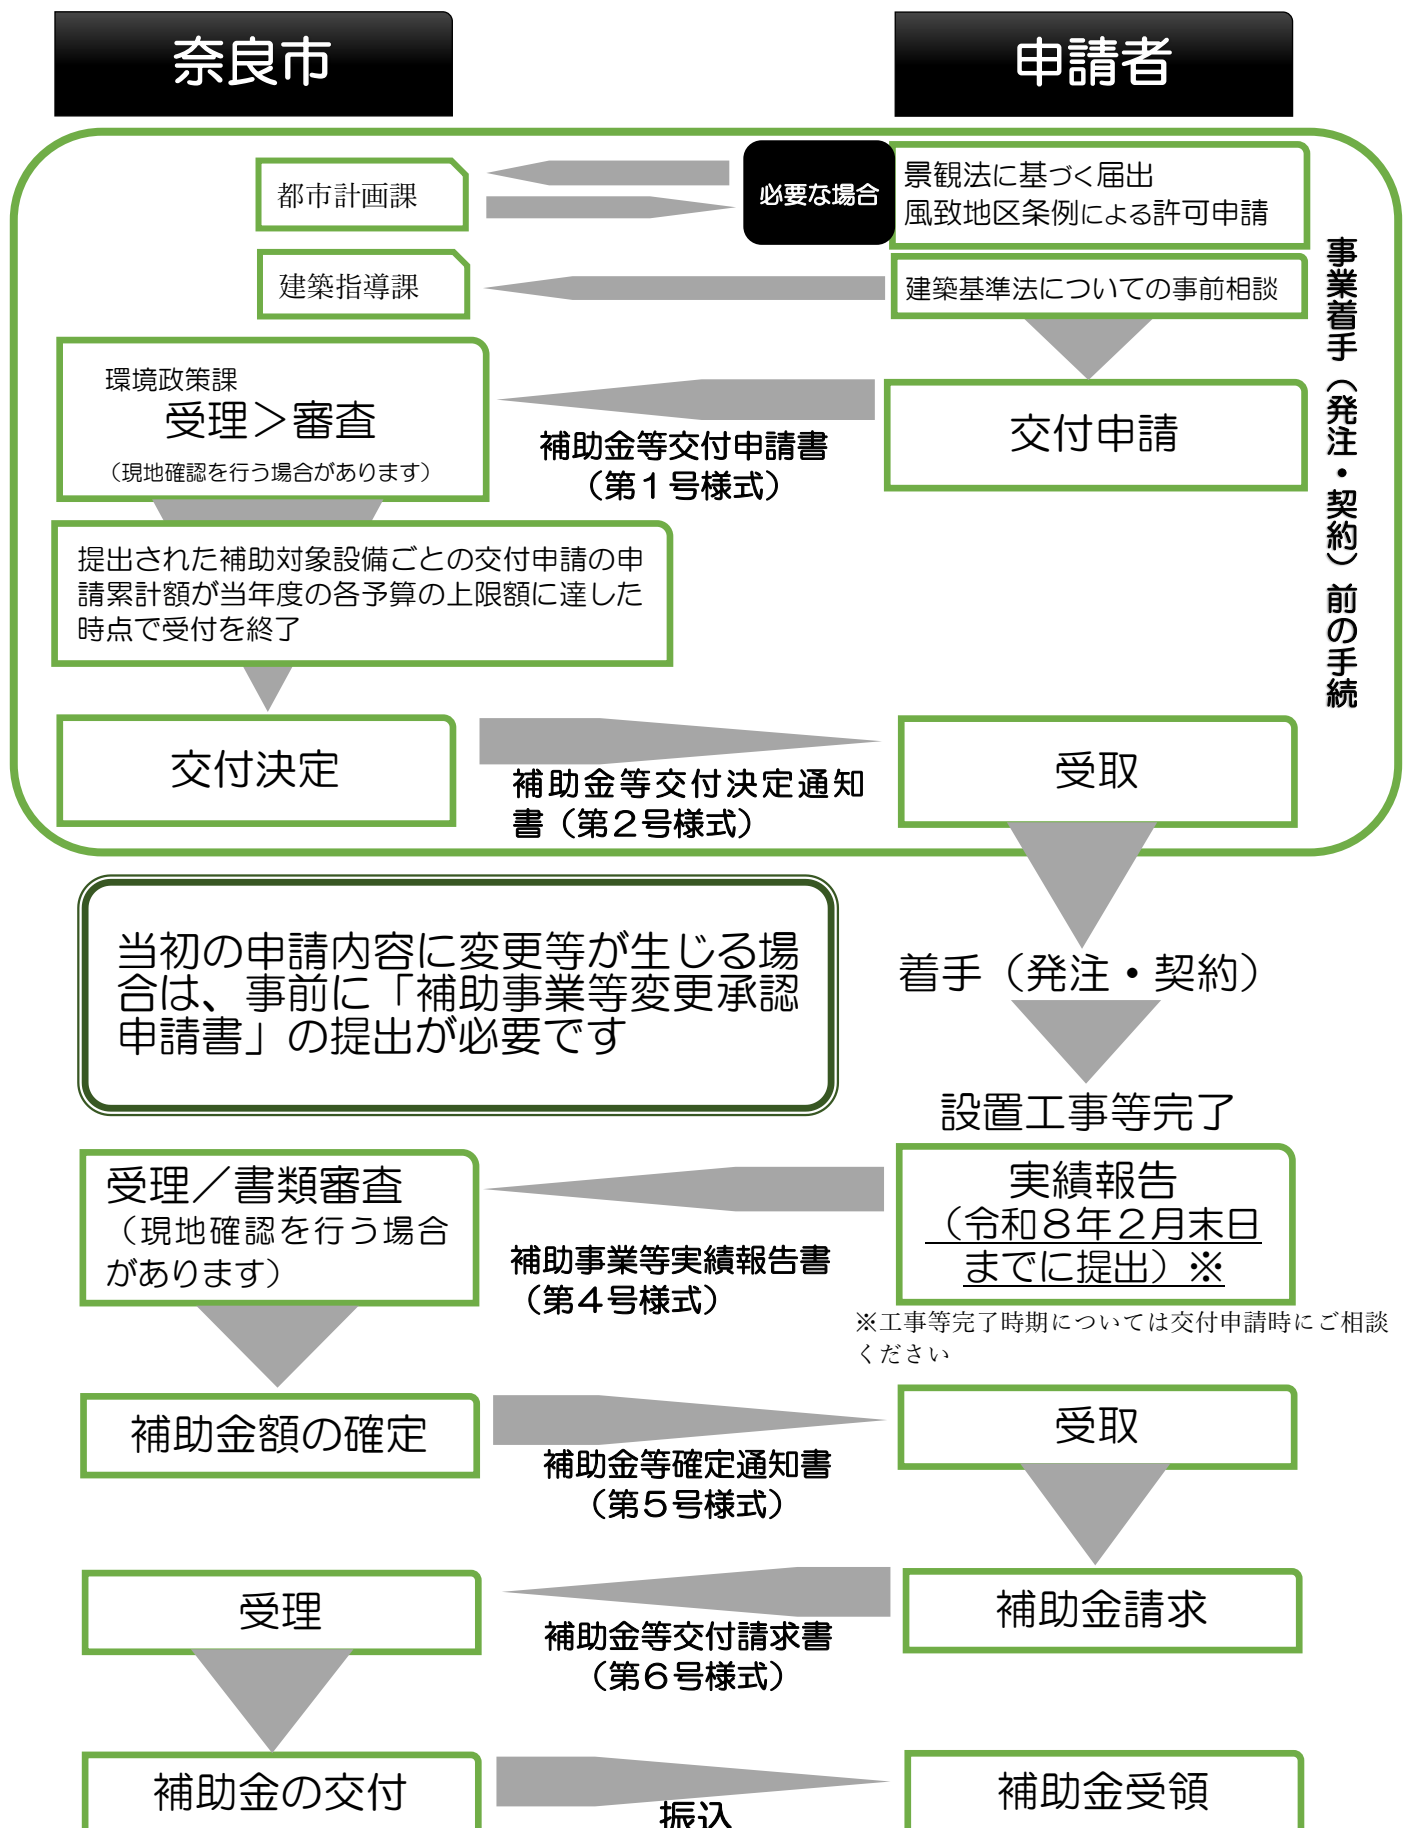 奈良市
申請者
都市計画課
必要な場合
景観法に基づく届出
風致地区条例による許可申請
建築指導課
建築基準法についての事前相談
事業着手（発注・契約）前の手続
環境政策課
受理＞審査
（現地確認を行う場合があります）
補助金等交付申請書
（第１号様式）
交付申請
提出された補助対象設備ごとの交付申請の申
請累計額が当年度の各予算の上限額に達した
時点で受付を終了
交付決定
補助金等交付決定通知
書（第２号様式）
受取
当初の申請内容に変更等が生じる場
合は、事前に「補助事業等変更承認
申請書」の提出が必要です
着手（発注・契約）
設置工事等完了
受理／書類審査
（現地確認を行う場合
があります）
補助事業等実績報告書
（第４号様式）
実績報告
（令和８年２月末日
までに提出）※
※工事等完了時期については交付申請時にご相談
ください
補助金額の確定
補助金等確定通知書
（第５号様式）
受取
受理
補助金等交付請求書
（第６号様式）
補助金請求
補助金の交付
振込
補助金受領